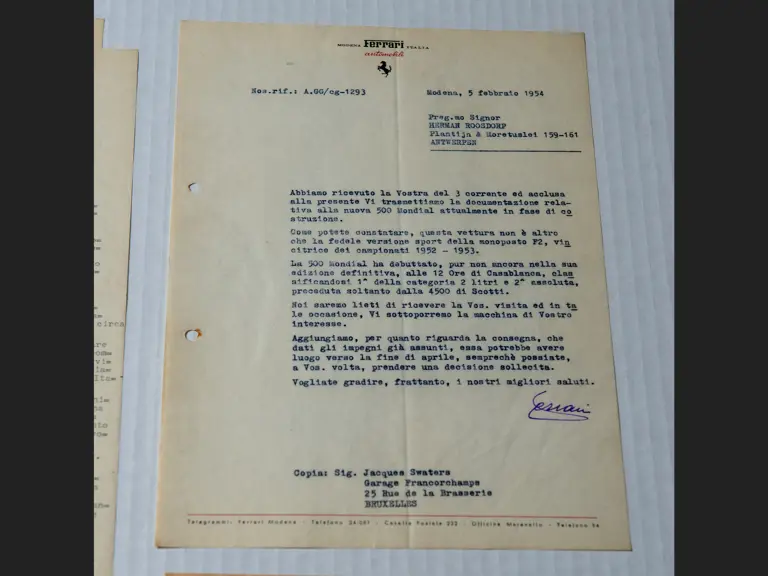 MODENA Ferrari ITALIA
automobili
Nos.rif.: A.GG/cg-1293
Modena, 5 febbraio 1954
Preg.mo Signor
HERMAN ROOSDORP
Plantijn & Moretuslei 159-161
ANTWERPEN
Abbiamo ricevuto la Vostra del 3 corrente ed acclusa
alla presente Vi trasmettiamo la documentazione rela-
tiva alla nuova 500 Mondial attualmente in fase di co
struzione.
Come potete constatare, questa vettura non è altro
che la fedele versione sport della monoposto F2, vin
citrice dei campionati 1952 - 1953.
La 500 Mondial ha debuttato, pur non ancora nella sua
edizione definitiva, alle 12 Ore di Casablanca, clas
sificandosi 1^ della categoria 2 litri e 2^ assoluta,
preceduta soltanto dalla 4500 di Scotti.
Noi saremo lieti di ricevere la Vos. visita ed in ta
le occasione, Vi sottoporremo la macchina di Vostro
interesse.
Aggiungiamo, per quanto riguarda la consegna, che
dati gli impegni già assunti, essa potrebbe avere
luogo verso la fine di aprile, semprechè possiate,
a Vos. volta, prendere una decisione sollecita.
Vogliate gradire, frattanto, i nostri migliori saluti.
Ferrari
Copia: Sig. Jacques Swaters
Garage Francorchamps
25 Rue de la Brasserie
BRUXELLES
Telegrammi: Ferrari Modena - Telefono 24-081 - Casella Postale 232 - Officina Maranello - Telefono 84
circa